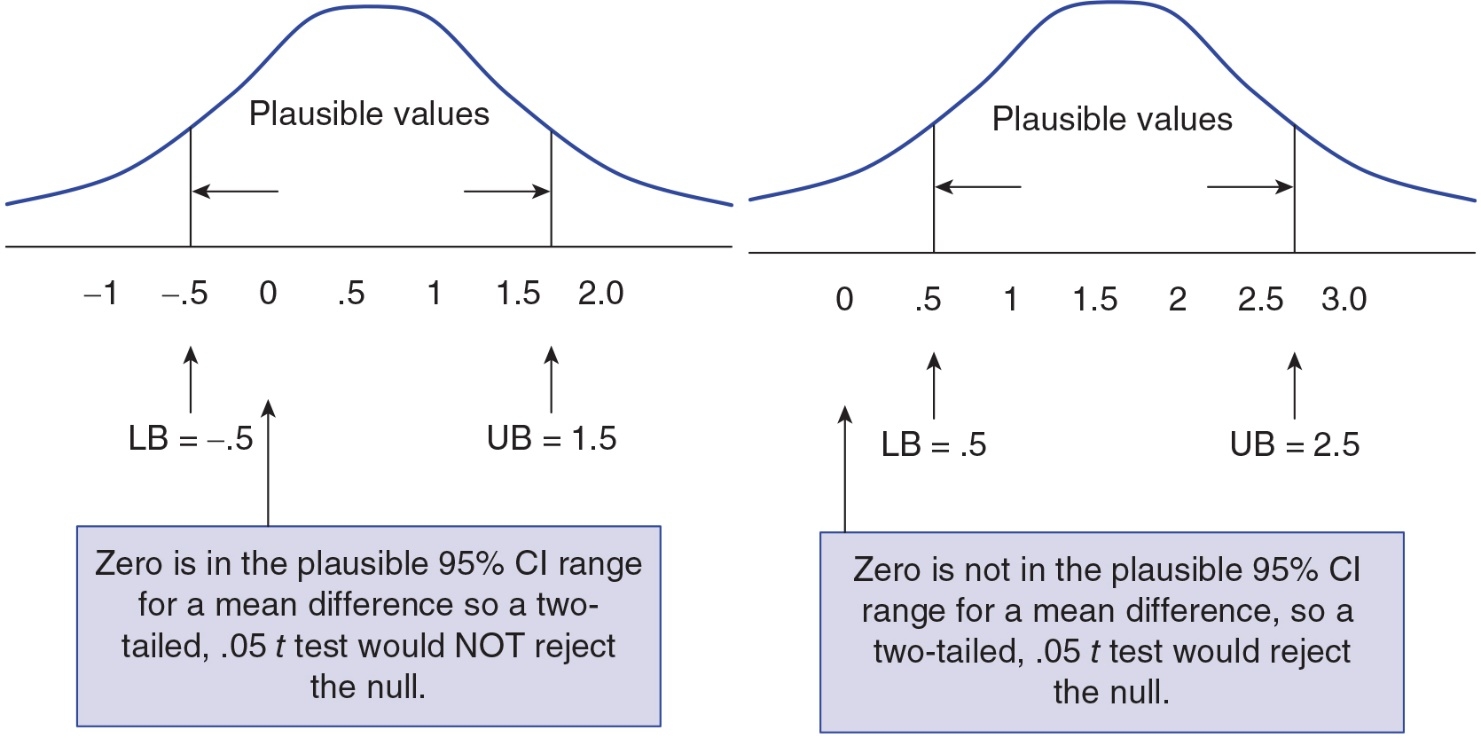 Plausible values
–1 –.5 0 .5 1 1.5 2.0
LB = –.5
UB = 1.5
Zero is in the plausible 95% CI range
for a mean difference so a two-
tailed, .05 t test would NOT reject
the null.
Plausible values
0 .5 1 1.5 2 2.5 3.0
LB = .5
UB = 2.5
Zero is not in the plausible 95% CI
range for a mean difference, so a
two-tailed, .05 t test would reject
the null.